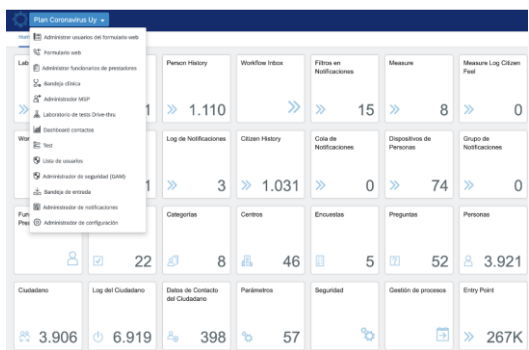 Plan Coronavirus Uy
Administrar usuarios del formulario web
Formulario web
Administrar funcionarios de prestadores
Bandeja clínica
Administrador MSP
Laboratorio de tests Drive-thru
Dashboard contactos
Test
Lista de usuarios
Administrador de seguridad (GAM)
Bandeja de entrada
Administrador de notificaciones
Administrador de configuración
Person History
Workflow Inbox
Filtros en
Notificaciones
Measure
Measure Log Citizen
Feel
1
1.110
15
8
0
Log de Notificaciones
Citizen History
Cola de
Notificaciones
Dispositivos de
Personas
Grupo de
Notificaciones
1
3
1.031
0
74
0
Categorías
Centros
Encuestas
Preguntas
Personas
22
8
46
5
52
3.921
Ciudadano
Log del Ciudadano
Datos de Contacto
del Ciudadano
Parámetros
Seguridad
Gestión de procesos
Entry Point
3.906
6.919
398
57
267K